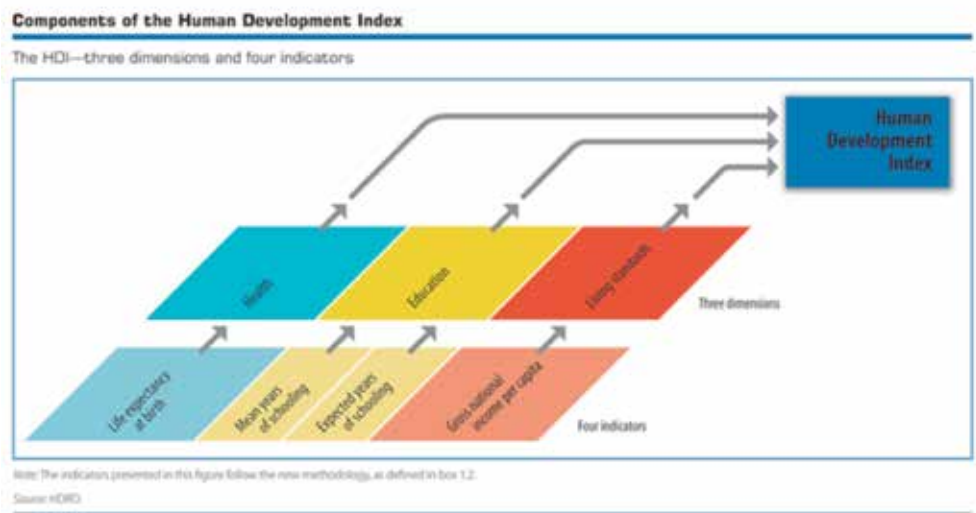 Components of the Human Development Index
The HDI—three dimensions and four indicators
Human
Development
Index
Health
Education
Living standards
Three dimensions
Life expectancy
at birth
Mean years
of schooling
Expected years
of schooling
Gross national
income per capita
Four indicators
Note: The indicators presented in this figure follow the new methodology, as defined in box 1.2.
Source: HDRO